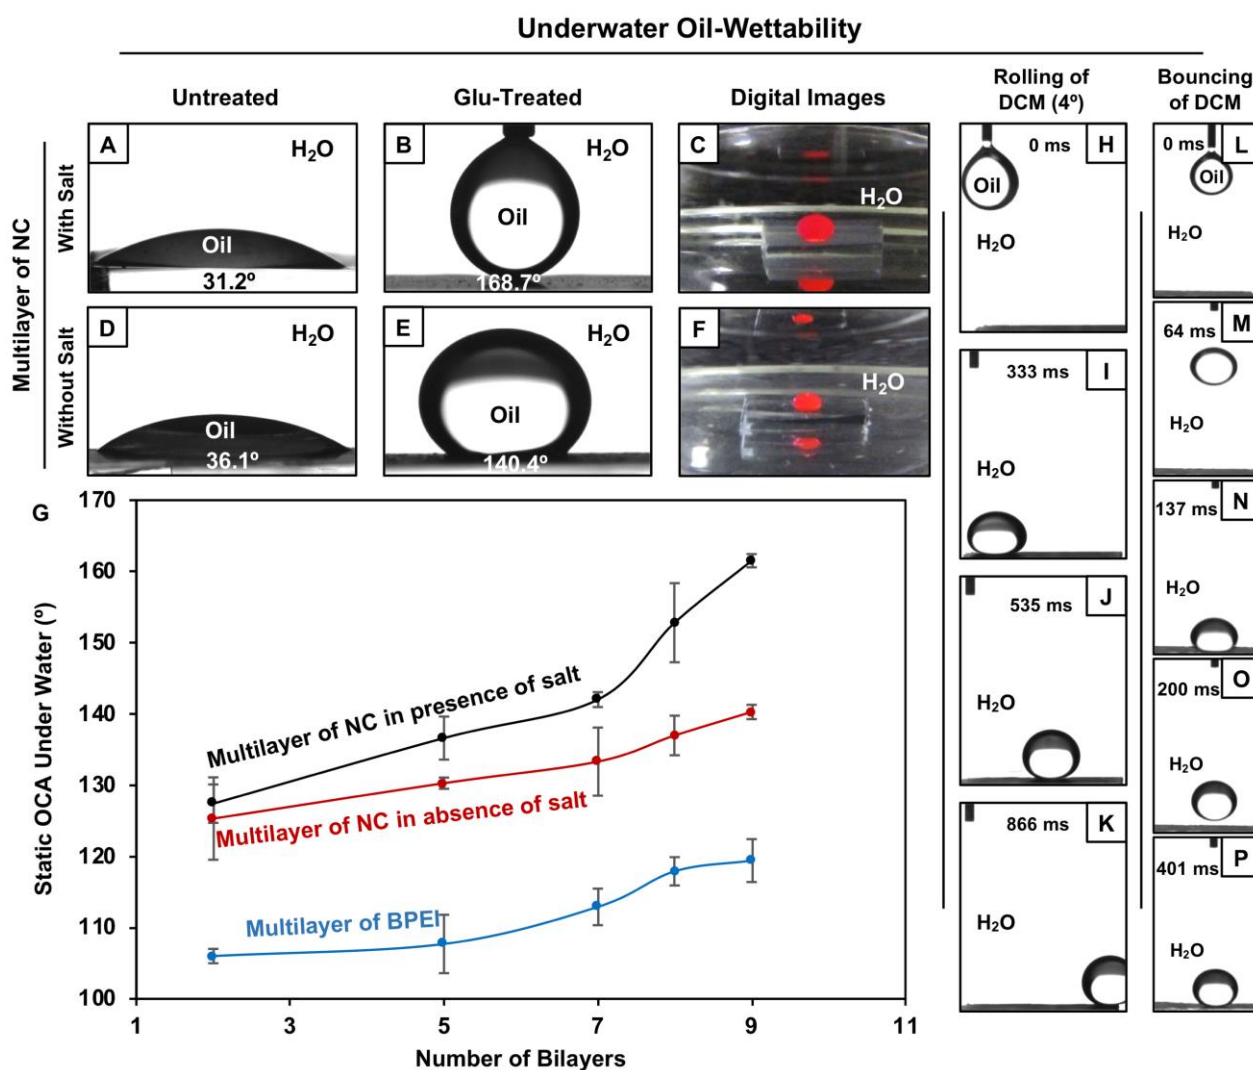 Underwater Oil-Wettability
Untreated
Glu-Treated
Digital Images
Rolling of
DCM (4º)
Bouncing
of DCM
Multilayer of NC
With Salt
A
H₂O
Oil
31.2º
B
H₂O
Oil
168.7º
C
H₂O
Without Salt
D
H₂O
Oil
36.1º
E
H₂O
Oil
140.4º
F
H₂O
H
0 ms
Oil
H₂O
I
333 ms
H₂O
J
535 ms
H₂O
K
866 ms
H₂O
L
0 ms
Oil
H₂O
M
64 ms
H₂O
N
137 ms
H₂O
O
200 ms
H₂O
P
401 ms
H₂O
G
Static OCA Under Water (º)
170
160
150
140
130
120
110
100
Multilayer of NC in presence of salt
Multilayer of NC in absence of salt
Multilayer of BPEI
1
3
5
7
9
11
Number of Bilayers